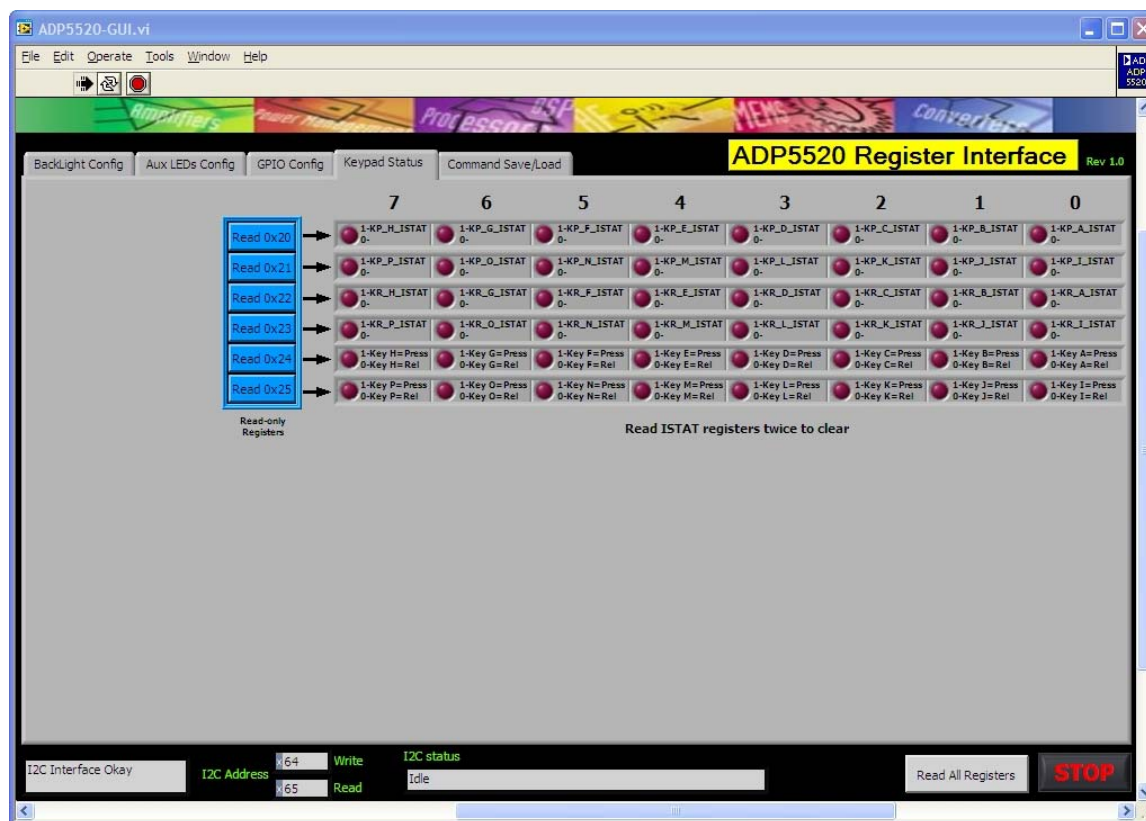 ADP5520-GUI.vi
File Edit Operate Tools Window Help
AD
ADP
5520
Amplifiers Power Management Processors DSP MEMS Converters
ADP5520 Register Interface Rev 1.0
BackLight Config Aux LEDs Config GPIO Config Keypad Status Command Save/Load
7 6 5 4 3 2 1 0
Read 0x20 1-KP_H_ISTAT 1-KP_G_ISTAT 1-KP_F_ISTAT 1-KP_E_ISTAT 1-KP_D_ISTAT 1-KP_C_ISTAT 1-KP_B_ISTAT 1-KP_A_ISTAT
0- 0- 0- 0- 0- 0- 0- 0-
Read 0x21 1-KP_P_ISTAT 1-KP_O_ISTAT 1-KP_N_ISTAT 1-KP_M_ISTAT 1-KP_L_ISTAT 1-KP_K_ISTAT 1-KP_J_ISTAT 1-KP_I_ISTAT
0- 0- 0- 0- 0- 0- 0- 0-
Read 0x22 1-KR_H_ISTAT 1-KR_G_ISTAT 1-KR_F_ISTAT 1-KR_E_ISTAT 1-KR_D_ISTAT 1-KR_C_ISTAT 1-KR_B_ISTAT 1-KR_A_ISTAT
0- 0- 0- 0- 0- 0- 0- 0-
Read 0x23 1-KR_P_ISTAT 1-KR_O_ISTAT 1-KR_N_ISTAT 1-KR_M_ISTAT 1-KR_L_ISTAT 1-KR_K_ISTAT 1-KR_J_ISTAT 1-KR_I_ISTAT
0- 0- 0- 0- 0- 0- 0- 0-
Read 0x24 1-Key H=Press 1-Key G=Press 1-Key F=Press 1-Key E=Press 1-Key D=Press 1-Key C=Press 1-Key B=Press 1-Key A=Press
0-Key H=Rel 0-Key G=Rel 0-Key F=Rel 0-Key E=Rel 0-Key D=Rel 0-Key C=Rel 0-Key B=Rel 0-Key A=Rel
Read 0x25 1-Key P=Press 1-Key O=Press 1-Key N=Press 1-Key M=Press 1-Key L=Press 1-Key K=Press 1-Key J=Press 1-Key I=Press
0-Key P=Rel 0-Key O=Rel 0-Key N=Rel 0-Key M=Rel 0-Key L=Rel 0-Key K=Rel 0-Key J=Rel 0-Key I=Rel
Read-only
Registers
Read ISTAT registers twice to clear
I2C Interface Okay
I2C Address
x64 Write
x65 Read
I2C status
Idle
Read All Registers
STOP